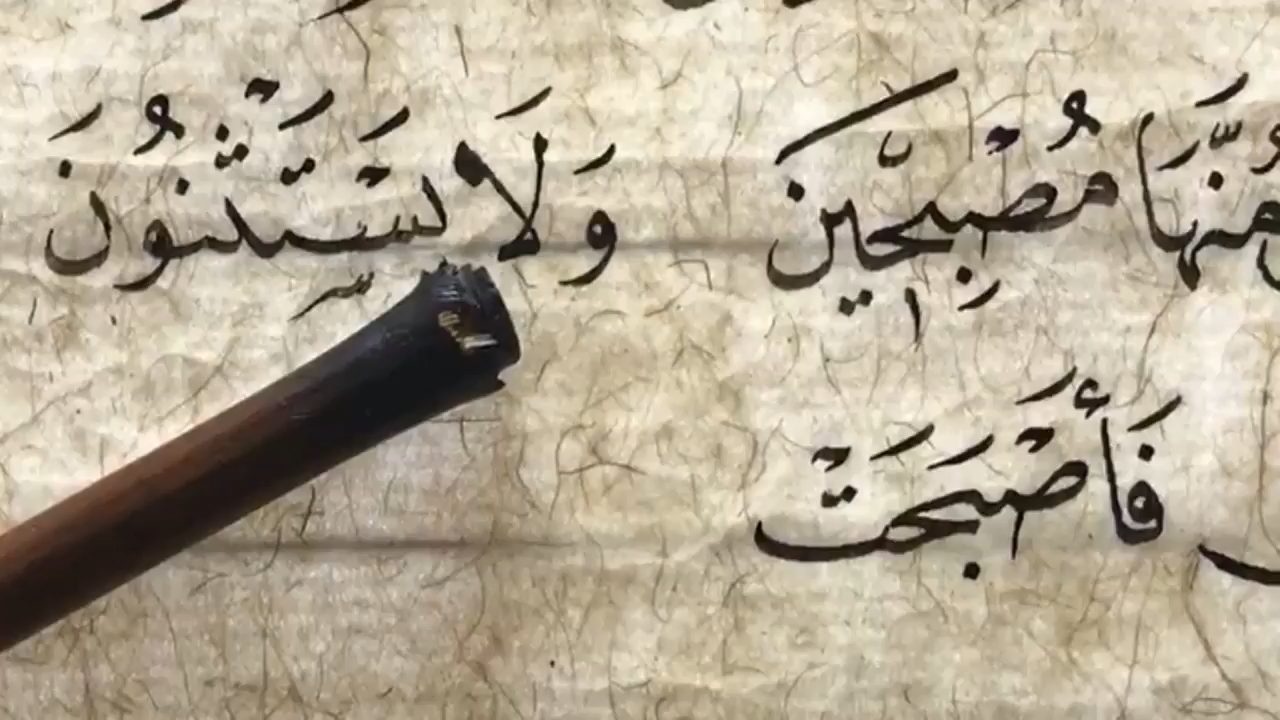 مُصْبِحِينَ وَلَا يَسْتَثْنُونَ
فَأَصْبَحَتْ